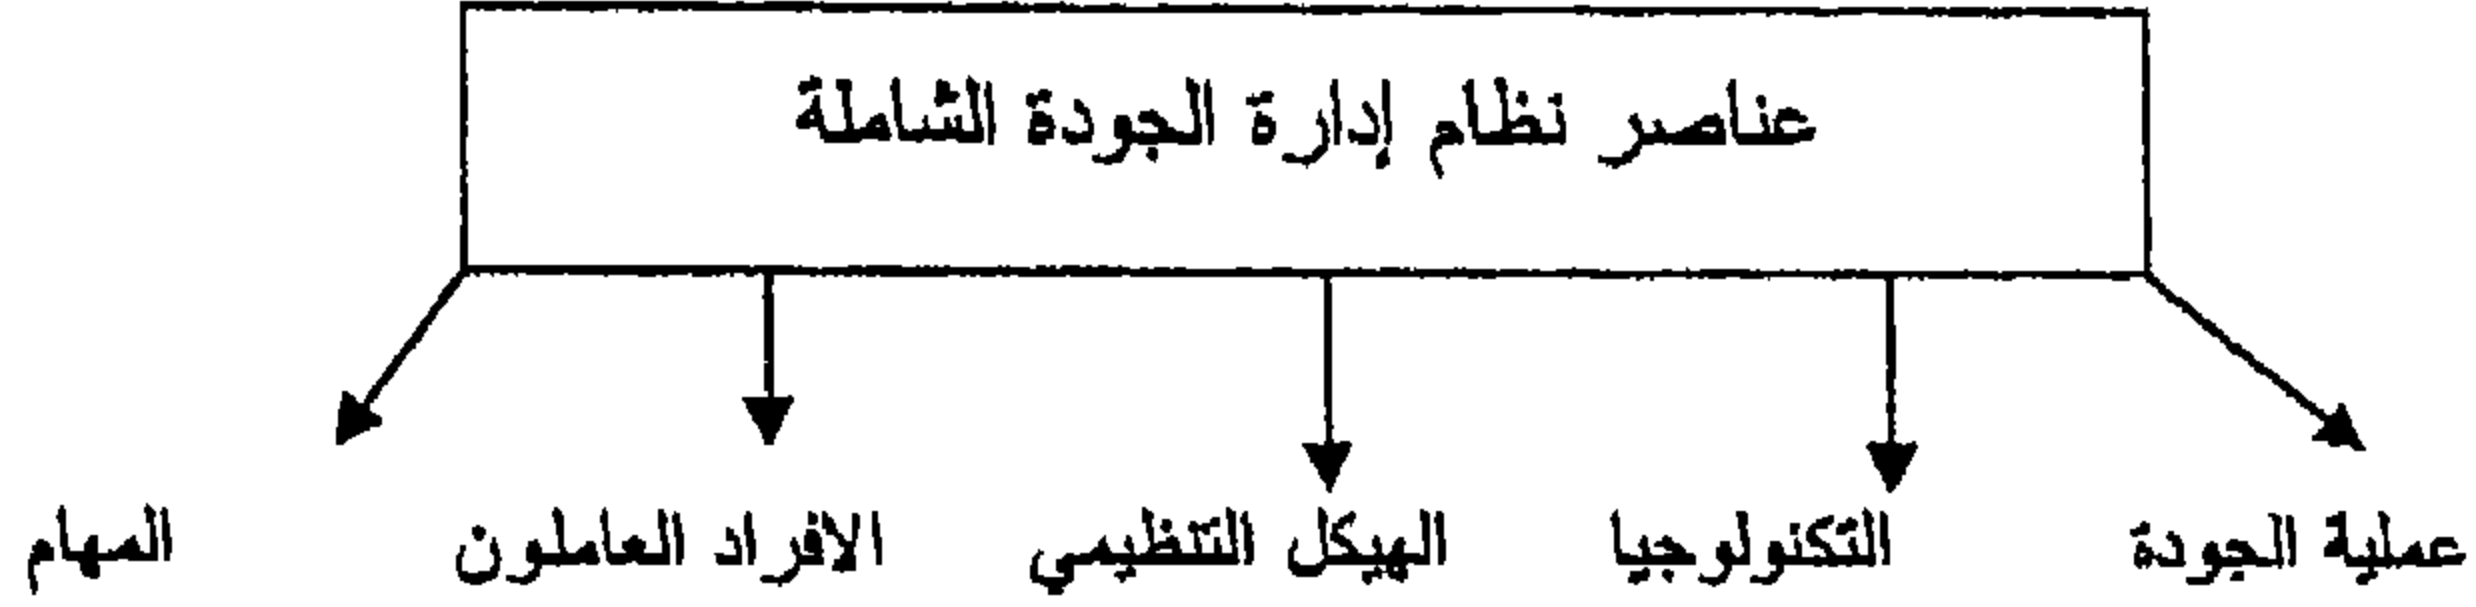 عناصر نظام إدارة الجودة الشاملة
عملية الجودة التكنولوجيا الهيكل التنظيمي الافراد العاملون المهام